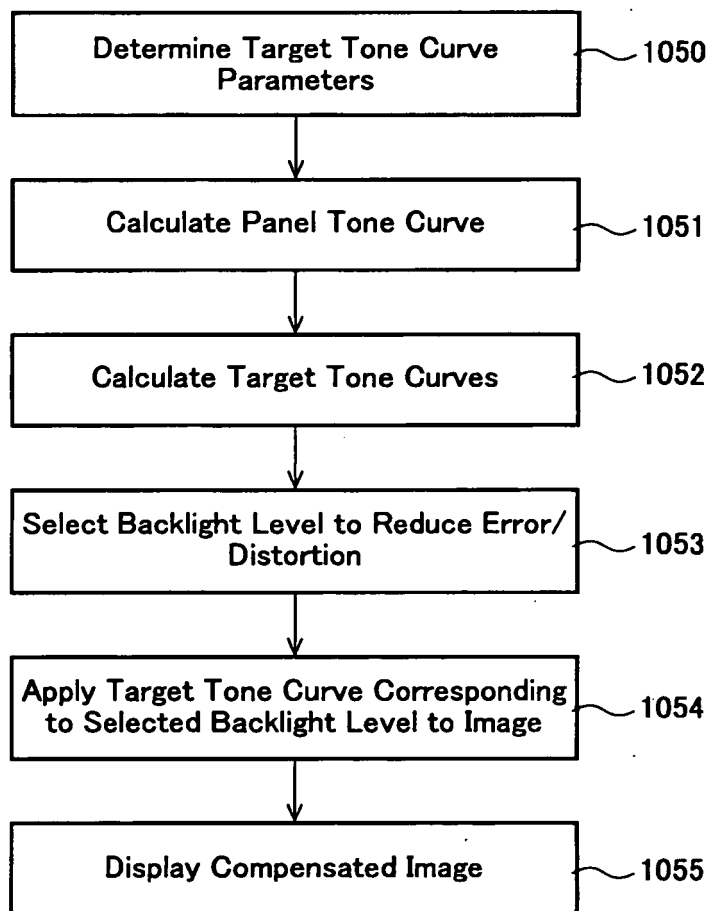 Determine Target Tone Curve
Parameters
1050
Calculate Panel Tone Curve
1051
Calculate Target Tone Curves
1052
Select Backlight Level to Reduce Error/
Distortion
1053
Apply Target Tone Curve Corresponding
to Selected Backlight Level to Image
1054
Display Compensated Image
1055